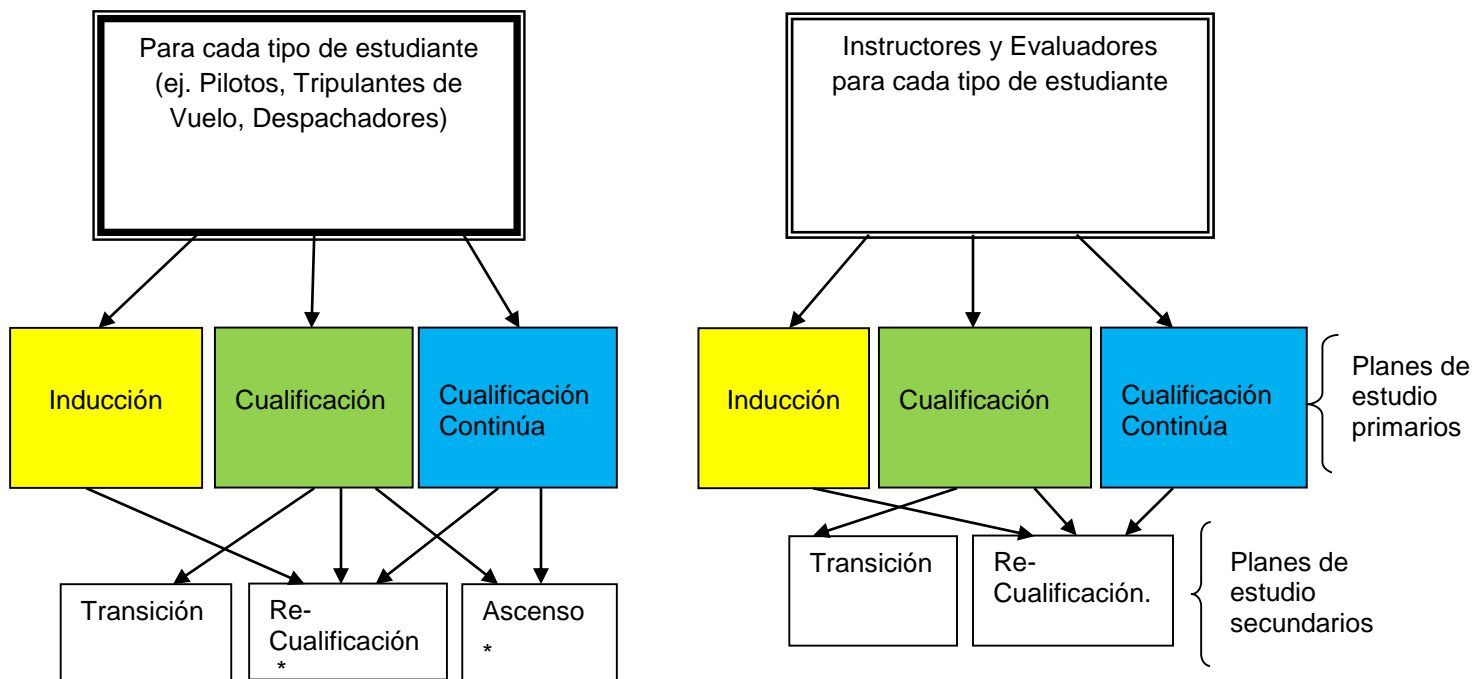 Para cada tipo de estudiante
(ej. Pilotos, Tripulantes de
Vuelo, Despachadores)
Instructores y Evaluadores
para cada tipo de estudiante
Inducción
Cualificación
Cualificación
Continúa
Inducción
Cualificación
Cualificación
Continúa
Planes de
estudio
primarios
Transición
Re-
Cualificación
*
Ascenso
*
Transición
Re-
Cualificación.
Planes de
estudio
secundarios